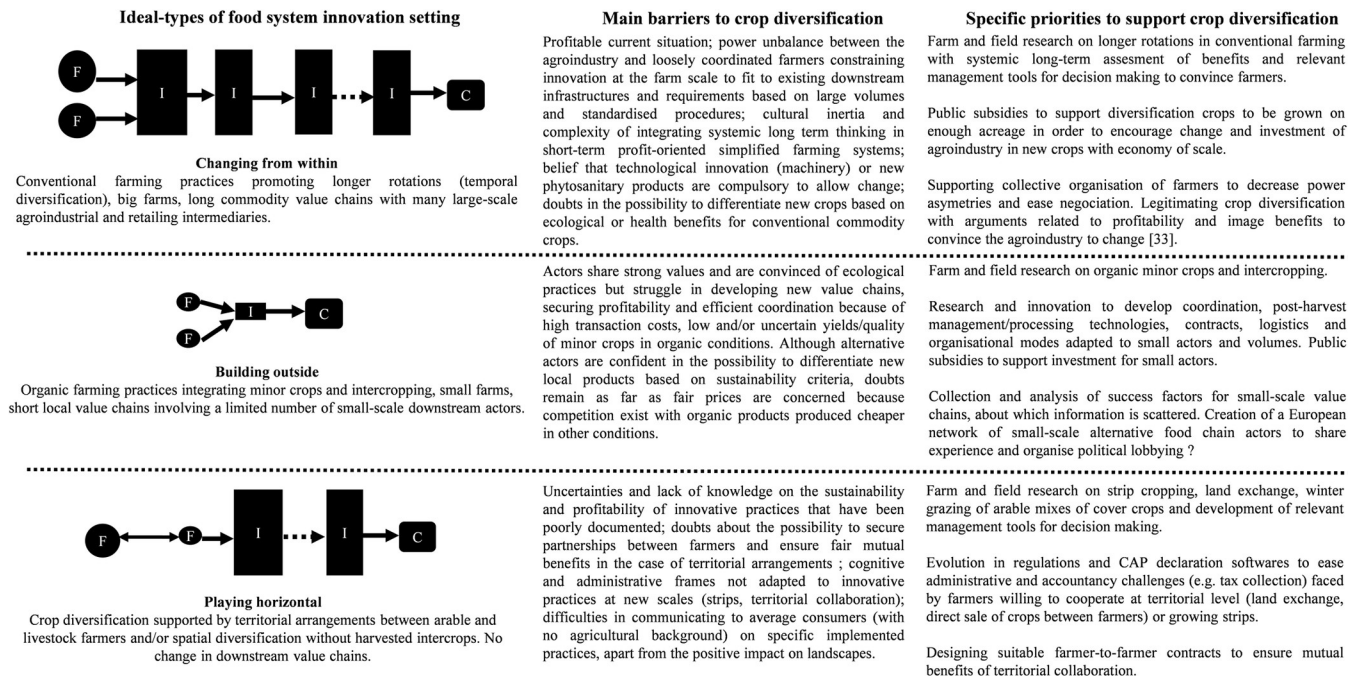 Ideal-types of food system innovation setting
F
F
I
I
I
I
C
Changing from within
Conventional farming practices promoting longer rotations (temporal
diversification), big farms, long commodity value chains with many large-scale
agroindustrial and retailing intermediaries.
Main barriers to crop diversification
Profitable current situation; power unbalance between the
agroindustry and loosely coordinated farmers constraining
innovation at the farm scale to fit to existing downstream
infrastructures and requirements based on large volumes
and standardised procedures; cultural inertia and
complexity of integrating systemic long term thinking in
short-term profit-oriented simplified farming systems;
belief that technological innovation (machinery) or new
phytosanitary products are compulsory to allow change;
doubts in the possibility to differentiate new crops based on
ecological or health benefits for conventional commodity
crops.
Specific priorities to support crop diversification
Farm and field research on longer rotations in conventional farming
with systemic long-term assesment of benefits and relevant
management tools for decision making to convince farmers.
Public subsidies to support diversification crops to be grown on
enough acreage in order to encourage change and investment of
agroindustry in new crops with economy of scale.
Supporting collective organisation of farmers to decrease power
asymetries and ease negociation. Legitimating crop diversification
with arguments related to profitability and image benefits to
convince the agroindustry to change [33].
F
F
I
C
Building outside
Organic farming practices integrating minor crops and intercropping, small farms,
short local value chains involving a limited number of small-scale downstream actors.
Actors share strong values and are convinced of ecological
practices but struggle in developing new value chains,
securing profitability and efficient coordination because of
high transaction costs, low and/or uncertain yields/quality
of minor crops in organic conditions. Although alternative
actors are confident in the possibility to differentiate new
local products based on sustainability criteria, doubts
remain as far as fair prices are concerned because
competition exist with organic products produced cheaper
in other conditions.
Farm and field research on organic minor crops and intercropping.
Research and innovation to develop coordination, post-harvest
management/processing technologies, contracts, logistics and
organisational modes adapted to small actors and volumes. Public
subsidies to support investment for small actors.
Collection and analysis of success factors for small-scale value
chains, about which information is scattered. Creation of a European
network of small-scale alternative food chain actors to share
experience and organise political lobbying ?
F
F
I
I
C
Playing horizontal
Crop diversification supported by territorial arrangements between arable and
livestock farmers and/or spatial diversification without harvested intercrops. No
change in downstream value chains.
Uncertainties and lack of knowledge on the sustainability
and profitability of innovative practices that have been
poorly documented; doubts about the possibility to secure
partnerships between farmers and ensure fair mutual
benefits in the case of territorial arrangements ; cognitive
and administrative frames not adapted to innovative
practices at new scales (strips, territorial collaboration);
difficulties in communicating to average consumers (with
no agricultural background) on specific implemented
practices, apart from the positive impact on landscapes.
Farm and field research on strip cropping, land exchange, winter
grazing of arable mixes of cover crops and development of relevant
management tools for decision making.
Evolution in regulations and CAP declaration softwares to ease
administrative and accountancy challenges (e.g. tax collection) faced
by farmers willing to cooperate at territorial level (land exchange,
direct sale of crops between farmers) or growing strips.
Designing suitable farmer-to-farmer contracts to ensure mutual
benefits of territorial collaboration.